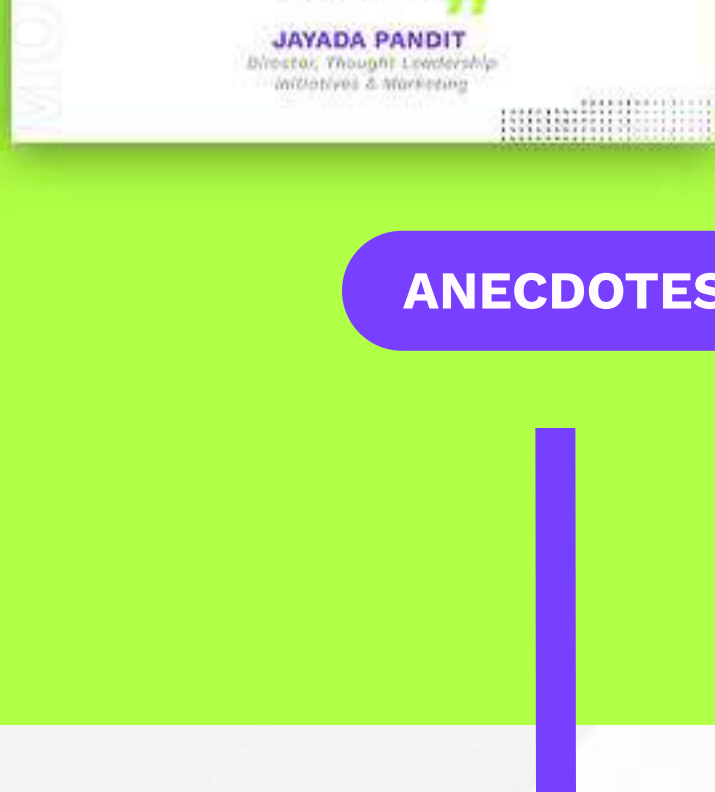 JAYADA PANDIT
Director, Thought Leadership
Initiatives & Marketing
ANECDOTES